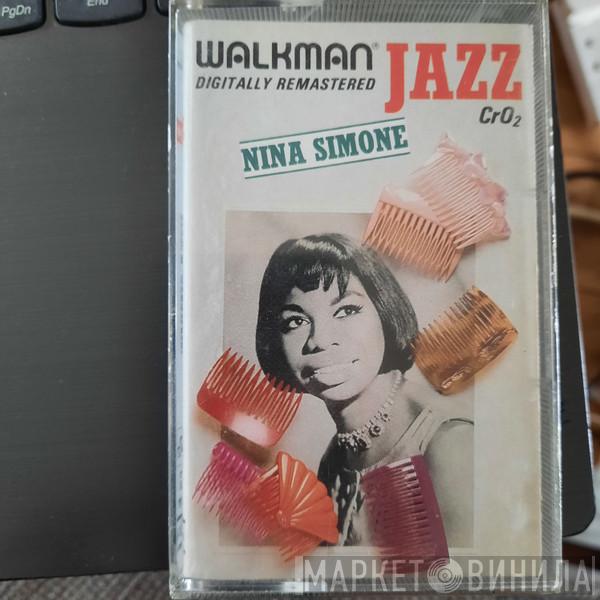 PgDn
End
WALKMAN® JAZZ
DIGITALLY REMASTERED
CrO₂
NINA SIMONE
МАРКЕТ ВИНИЛА